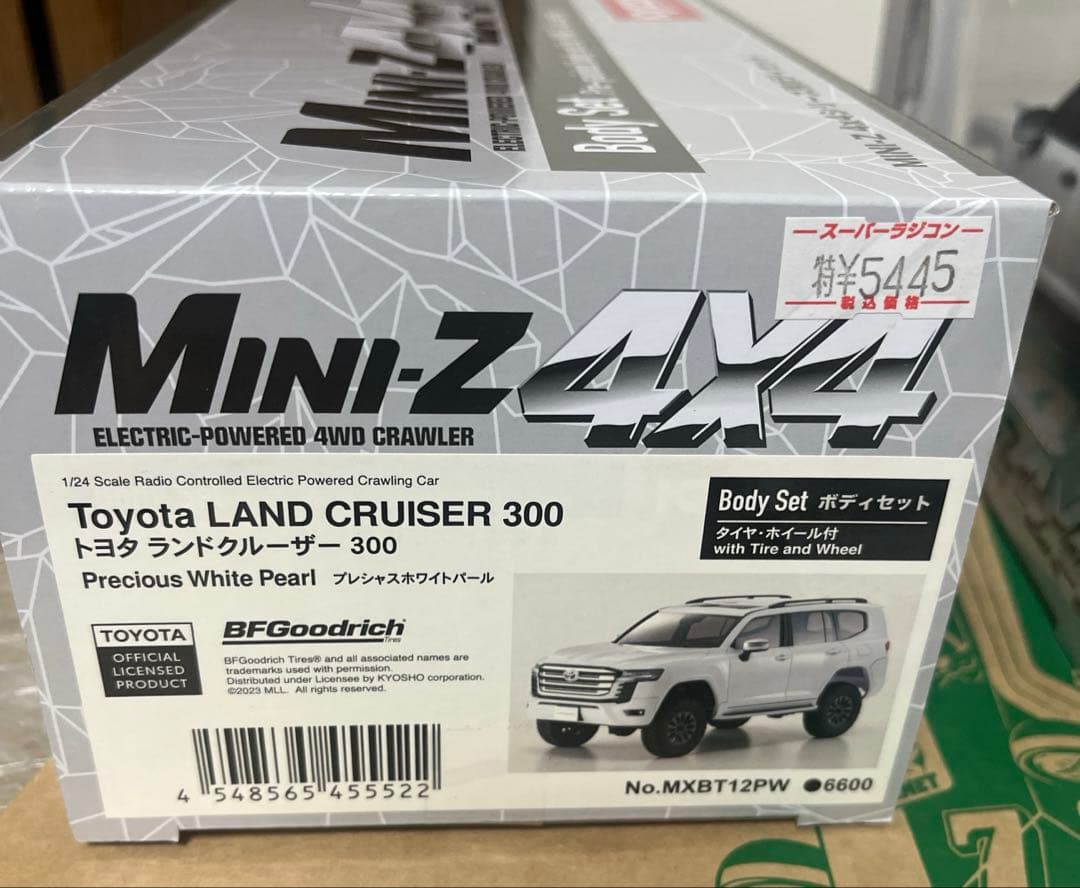 MINI-Z
ELECTRIC-POWERED 4WD CRAWLER
Body Set
スーパーラジコン
特¥5445
税込価格
MINI-Z 4X4
ELECTRIC-POWERED 4WD CRAWLER
1/24 Scale Radio Controlled Electric Powered Crawling Car
Toyota LAND CRUISER 300
トヨタ ランドクルーザー 300
Precious White Pearl プレシャスホワイトパール
Body Set ボディセット
タイヤ・ホイール付
with Tire and Wheel
TOYOTA
OFFICIAL
LICENSED
PRODUCT
BFGoodrich
Tires
BFGoodrich Tires® and all associated names are
trademarks used with permission.
Distributed under Licensee by KYOSHO corporation.
©2023 MLL. All rights reserved.
4 548565 455522
No.MXBT12PW ●6600